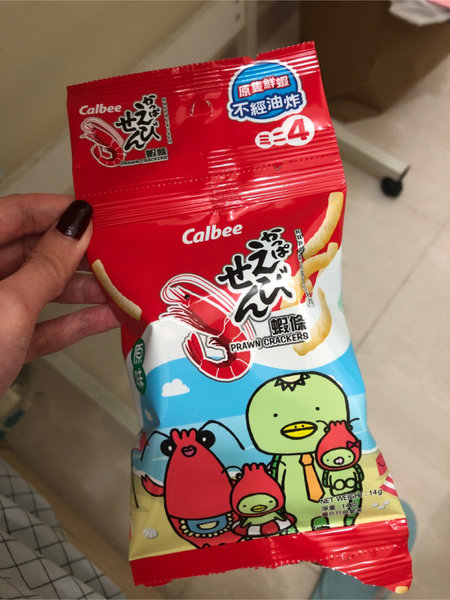 Calbee
かっぱ
えび
せん
蝦條
PRAWN CRACKERS
原隻鮮蝦
不經油炸
ミニ4
Calbee
かっぱ
えび
せん
蝦條
PRAWN CRACKERS
原味
NET WEIGHT : 14g
淨重